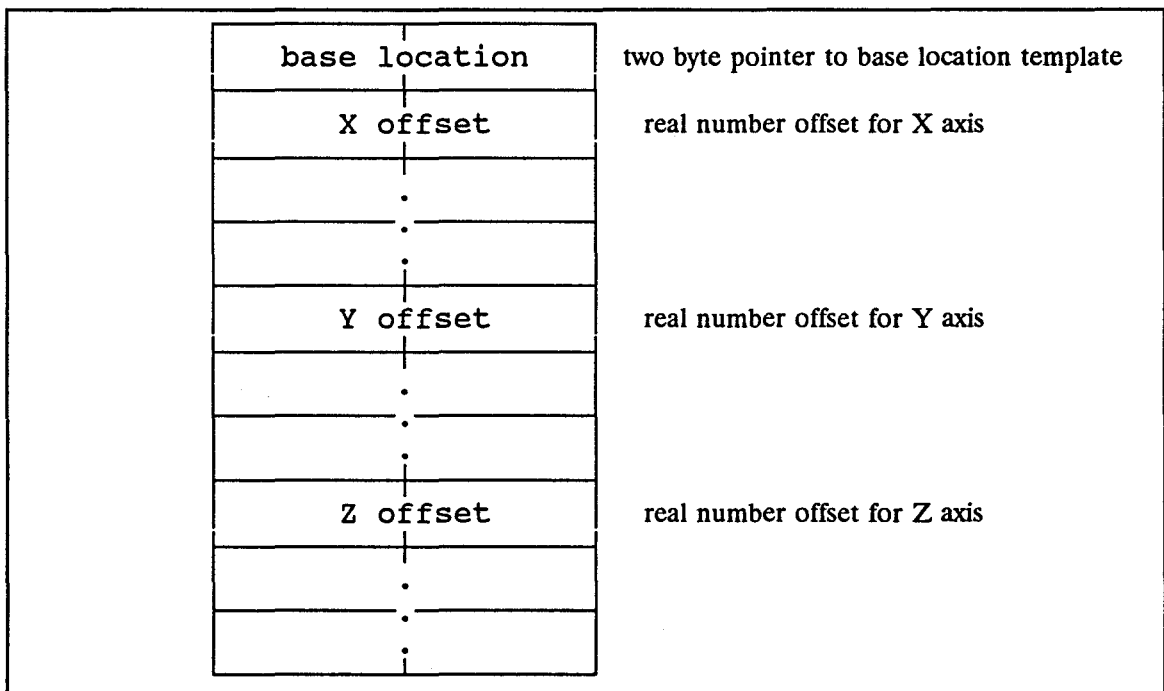 base location two byte pointer to base location template
X offset real number offset for X axis
.
.
.
Y offset real number offset for Y axis
.
.
.
Z offset real number offset for Z axis
.
.
.